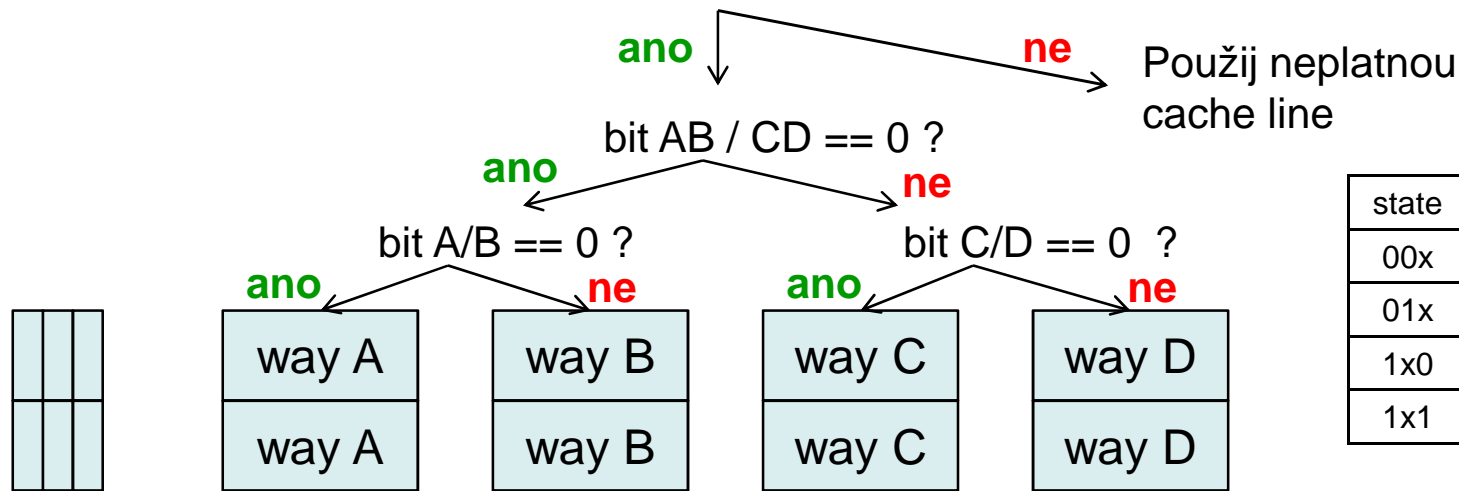 ano
ne
Použij neplatnou
cache line
bit AB / CD == 0 ?
ano
ne
bit A/B == 0 ?
bit C/D == 0 ?
ano
ne
ano
ne
way A
way B
way C
way D
way A
way B
way C
way D
state
00x
01x
1x0
1x1